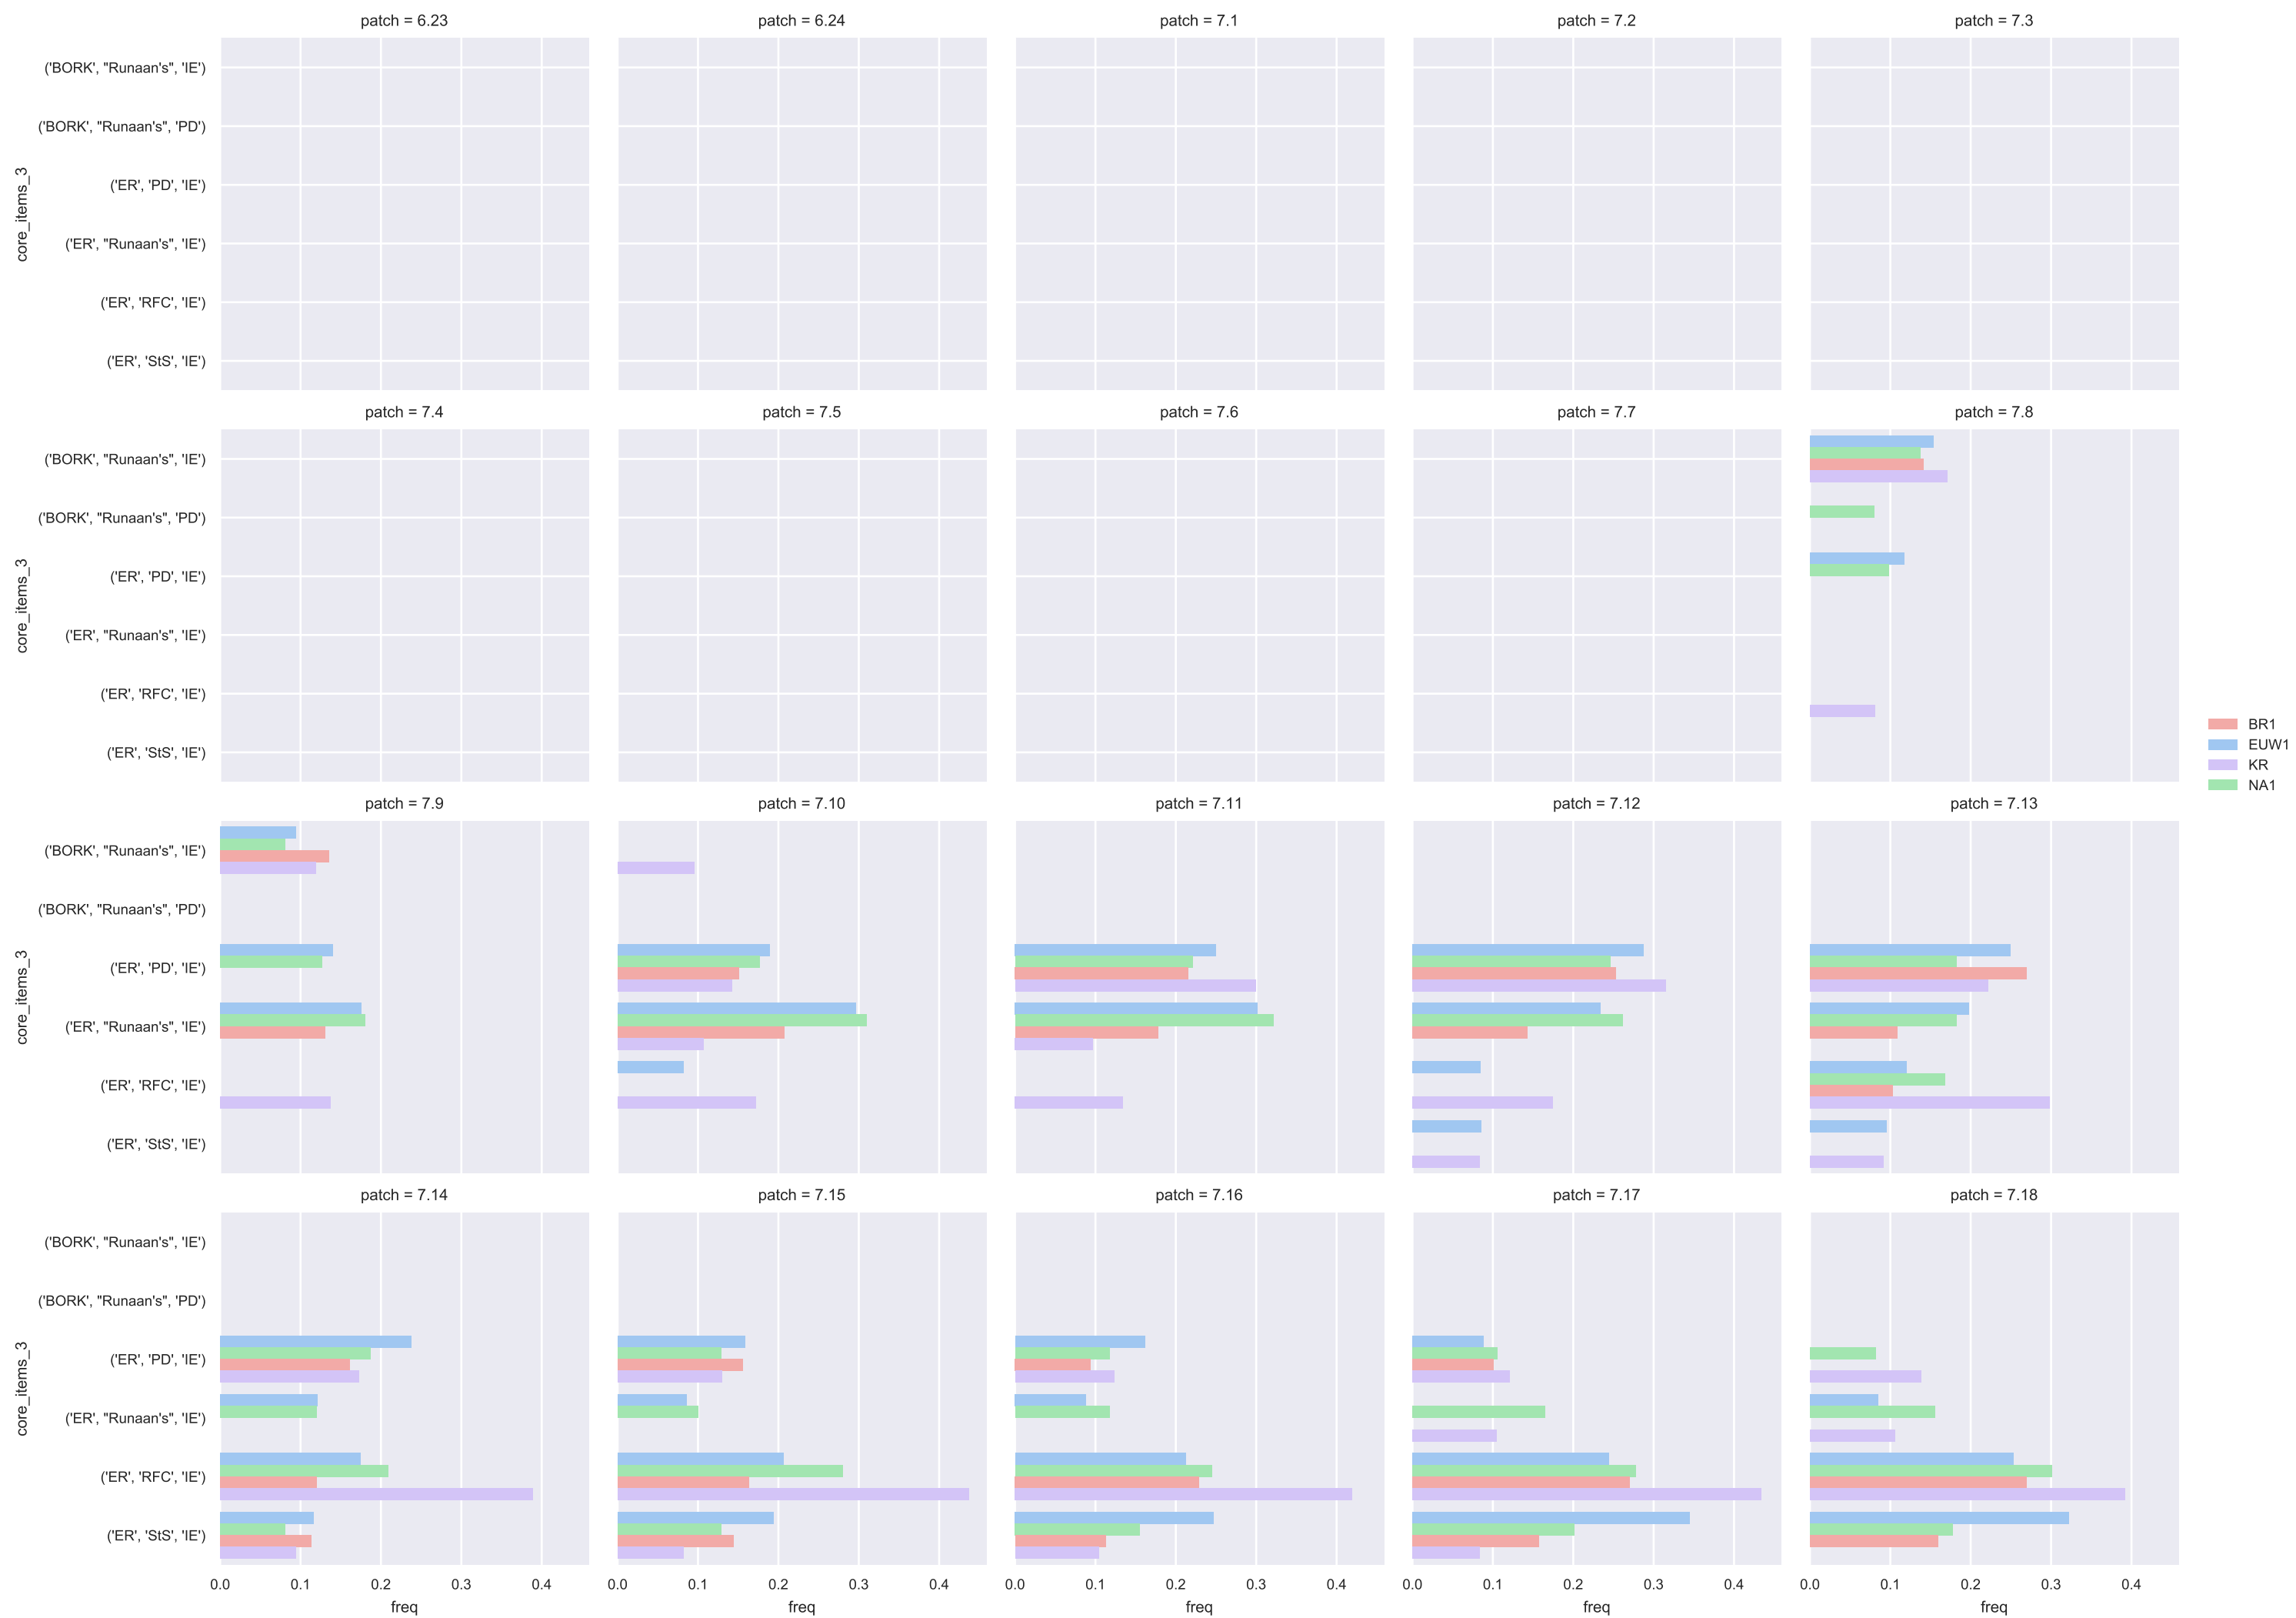 patch = 6.23
patch = 6.24
patch = 7.1
patch = 7.2
patch = 7.3
core_items_3
('BORK', "Runaan's", 'IE')
('BORK', "Runaan's", 'PD')
('ER', 'PD', 'IE')
('ER', "Runaan's", 'IE')
('ER', 'RFC', 'IE')
('ER', 'StS', 'IE')
patch = 7.4
patch = 7.5
patch = 7.6
patch = 7.7
patch = 7.8
core_items_3
('BORK', "Runaan's", 'IE')
('BORK', "Runaan's", 'PD')
('ER', 'PD', 'IE')
('ER', "Runaan's", 'IE')
('ER', 'RFC', 'IE')
('ER', 'StS', 'IE')
BR1
EUW1
KR
NA1
patch = 7.9
patch = 7.10
patch = 7.11
patch = 7.12
patch = 7.13
core_items_3
('BORK', "Runaan's", 'IE')
('BORK', "Runaan's", 'PD')
('ER', 'PD', 'IE')
('ER', "Runaan's", 'IE')
('ER', 'RFC', 'IE')
('ER', 'StS', 'IE')
patch = 7.14
patch = 7.15
patch = 7.16
patch = 7.17
patch = 7.18
core_items_3
('BORK', "Runaan's", 'IE')
('BORK', "Runaan's", 'PD')
('ER', 'PD', 'IE')
('ER', "Runaan's", 'IE')
('ER', 'RFC', 'IE')
('ER', 'StS', 'IE')
0.0 0.1 0.2 0.3 0.4
0.0 0.1 0.2 0.3 0.4
0.0 0.1 0.2 0.3 0.4
0.0 0.1 0.2 0.3 0.4
0.0 0.1 0.2 0.3 0.4
freq
freq
freq
freq
freq